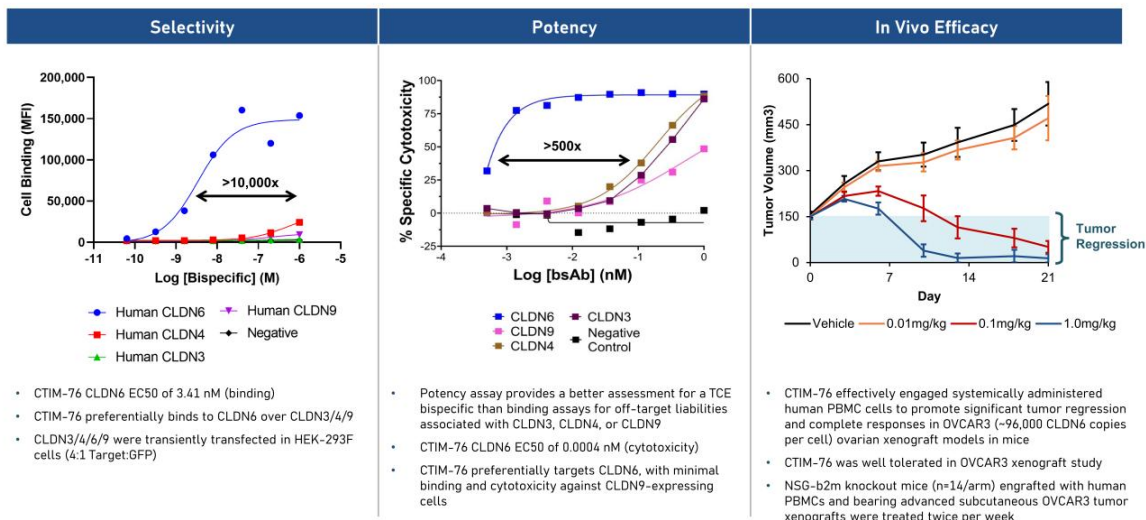 Selectivity
200,000
150,000
100,000
50,000
0
Cell Binding (MFI)
>10,000x
-11
-10
-9
-8
-7
-6
-5
Log [Bispecific] (M)
Human CLDN6
Human CLDN9
Human CLDN4
Negative
Human CLDN3
• CTIM-76 CLDN6 EC50 of 3.41 nM (binding)
• CTIM-76 preferentially binds to CLDN6 over CLDN3/4/9
• CLDN3/4/6/9 were transiently transfected in HEK-293F
cells (4:1 Target:GFP)
Potency
100
75
50
25
0
-25
% Specific Cytotoxicity
>500x
-4
-3
-2
-1
0
Log [bsAb] (nM)
CLDN6
CLDN3
CLDN9
Negative
Control
CLDN4
• Potency assay provides a better assessment for a TCE
bispecific than binding assays for off-target liabilities
associated with CLDN3, CLDN4, or CLDN9
• CTIM-76 CLDN6 EC50 of 0.0004 nM (cytotoxicity)
• CTIM-76 preferentially targets CLDN6, with minimal
binding and cytotoxicity against CLDN9-expressing
cells
In Vivo Efficacy
600
450
300
150
0
Tumor Volume (mm3)
Tumor
Regression
0
7
14
21
Day
Vehicle
0.01mg/kg
0.1mg/kg
1.0mg/kg
• CTIM-76 effectively engaged systemically administered
human PBMC cells to promote significant tumor regression
and complete responses in OVCAR3 (~96,000 CLDN6 copies
per cell) ovarian xenograft models in mice
• CTIM-76 was well tolerated in OVCAR3 xenograft study
• NSG-b2m knockout mice (n=14/arm) engrafted with human
PBMCs and bearing advanced subcutaneous OVCAR3 tumor
xenografts were treated twice per week